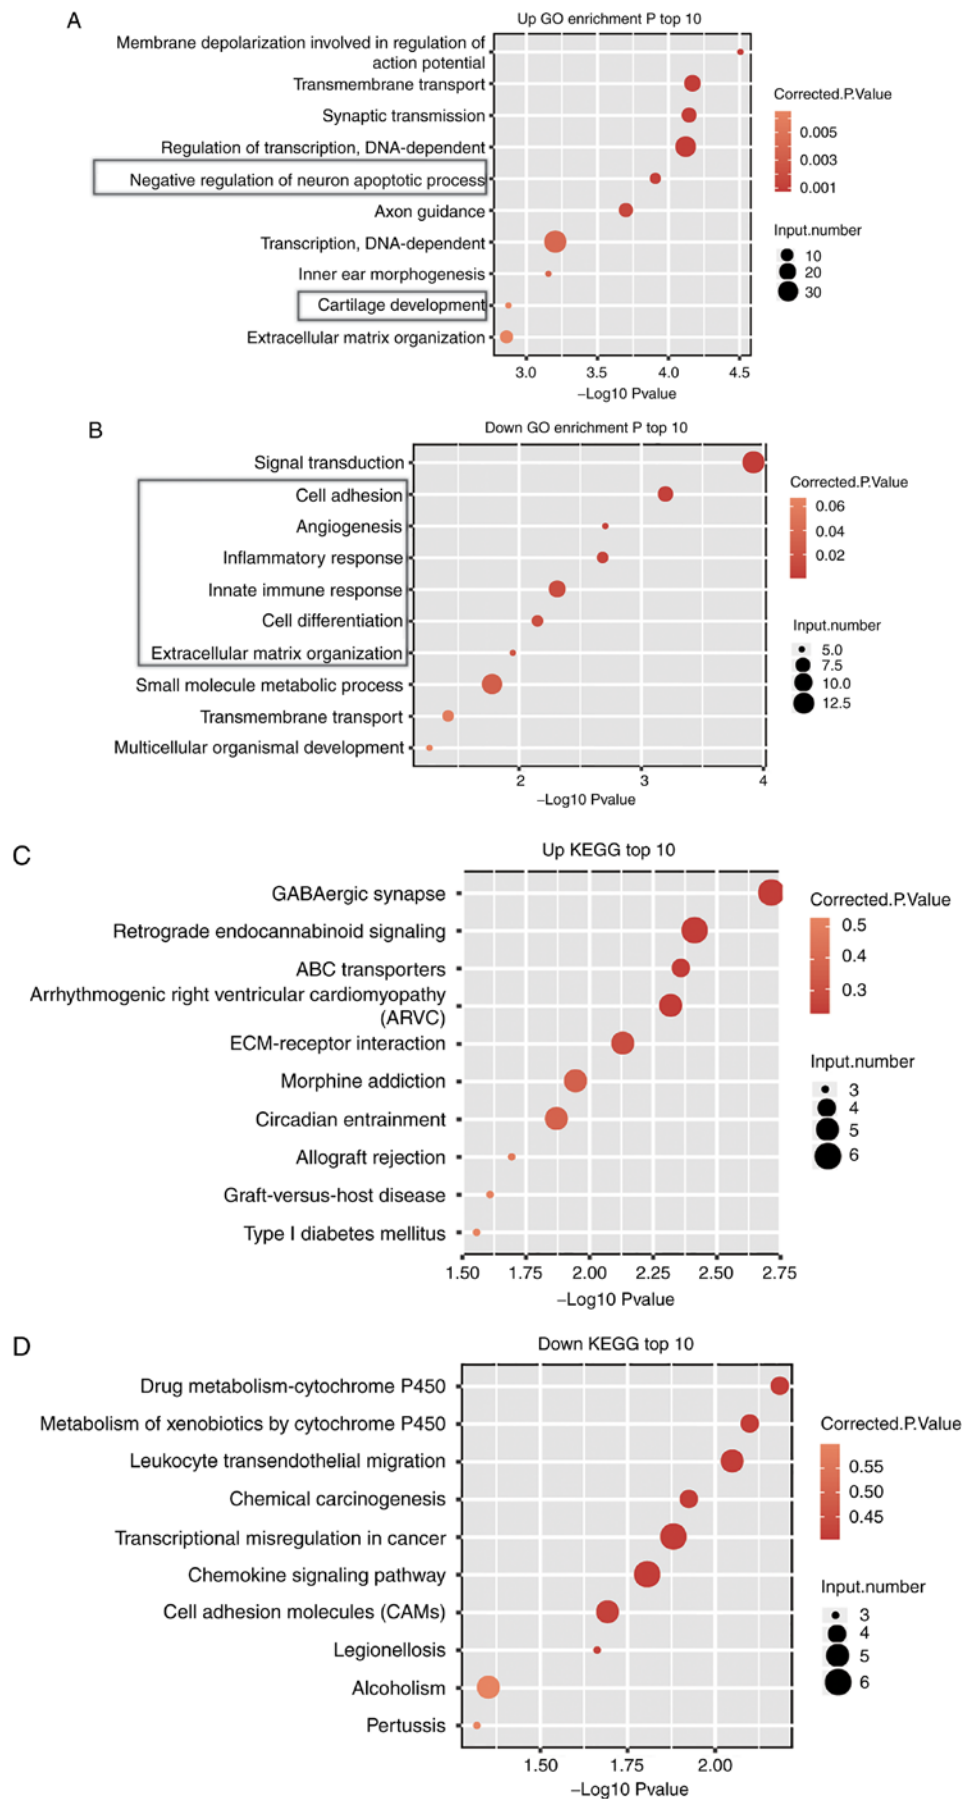 A
Up GO enrichment P top 10
Membrane depolarization involved in regulation of
action potential
Transmembrane transport
Synaptic transmission
Regulation of transcription, DNA-dependent
Negative regulation of neuron apoptotic process
Axon guidance
Transcription, DNA-dependent
Inner ear morphogenesis
Cartilage development
Extracellular matrix organization
3.0 3.5 4.0 4.5
−Log10 Pvalue
Corrected.P.Value
0.005
0.003
0.001
Input.number
10
20
30
B
Down GO enrichment P top 10
Signal transduction
Cell adhesion
Angiogenesis
Inflammatory response
Innate immune response
Cell differentiation
Extracellular matrix organization
Small molecule metabolic process
Transmembrane transport
Multicellular organismal development
2 3 4
−Log10 Pvalue
Corrected.P.Value
0.06
0.04
0.02
Input.number
5.0
7.5
10.0
12.5
C
Up KEGG top 10
GABAergic synapse
Retrograde endocannabinoid signaling
ABC transporters
Arrhythmogenic right ventricular cardiomyopathy
(ARVC)
ECM-receptor interaction
Morphine addiction
Circadian entrainment
Allograft rejection
Graft-versus-host disease
Type I diabetes mellitus
1.50 1.75 2.00 2.25 2.50 2.75
−Log10 Pvalue
Corrected.P.Value
0.5
0.4
0.3
Input.number
3
4
5
6
D
Down KEGG top 10
Drug metabolism-cytochrome P450
Metabolism of xenobiotics by cytochrome P450
Leukocyte transendothelial migration
Chemical carcinogenesis
Transcriptional misregulation in cancer
Chemokine signaling pathway
Cell adhesion molecules (CAMs)
Legionellosis
Alcoholism
Pertussis
1.50 1.75 2.00
−Log10 Pvalue
Corrected.P.Value
0.55
0.50
0.45
Input.number
3
4
5
6